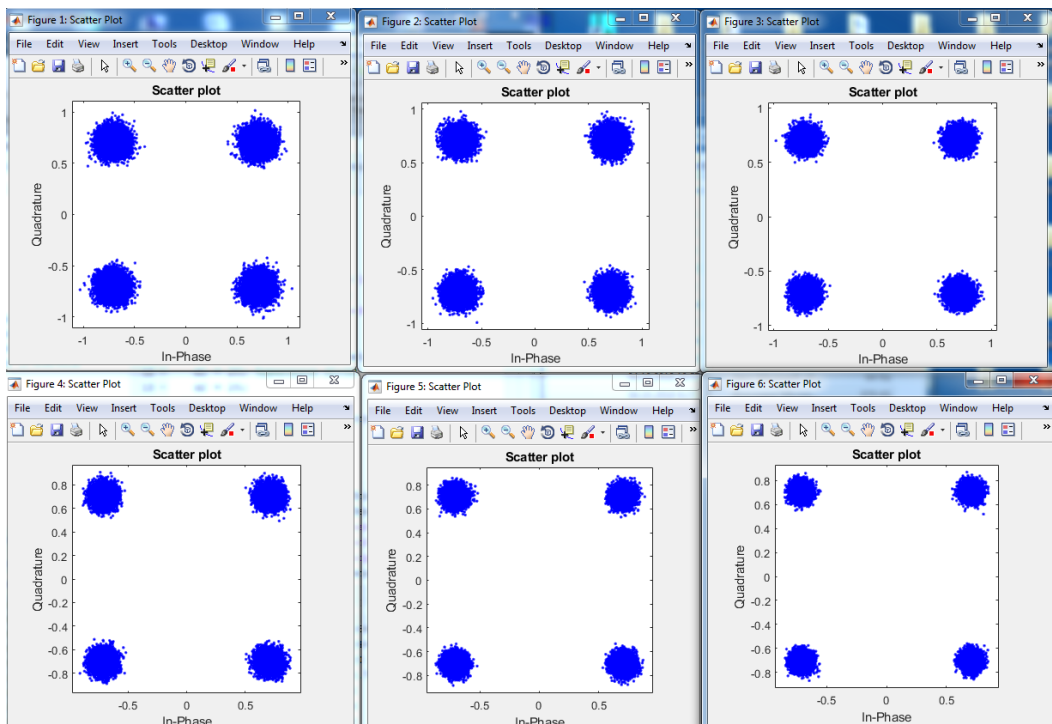 Figure 1: Scatter Plot
File Edit View Insert Tools Desktop Window Help
Scatter plot
1
0.5
0
-0.5
-1
Quadrature
-1 -0.5 0 0.5 1
In-Phase
Figure 2: Scatter Plot
File Edit View Insert Tools Desktop Window Help
Scatter plot
1
0.5
0
-0.5
-1
Quadrature
-1 -0.5 0 0.5 1
In-Phase
Figure 3: Scatter Plot
File Edit View Insert Tools Desktop Window Help
Scatter plot
1
0.5
0
-0.5
-1
Quadrature
-1 -0.5 0 0.5 1
In-Phase
Figure 4: Scatter Plot
File Edit View Insert Tools Desktop Window Help
Scatter plot
0.8
0.6
0.4
0.2
0
-0.2
-0.4
-0.6
-0.8
Quadrature
-0.5 0 0.5
In-Phase
Figure 5: Scatter Plot
File Edit View Insert Tools Desktop Window Help
Scatter plot
0.8
0.6
0.4
0.2
0
-0.2
-0.4
-0.6
-0.8
Quadrature
-0.5 0 0.5
In-Phase
Figure 6: Scatter Plot
File Edit View Insert Tools Desktop Window Help
Scatter plot
0.8
0.6
0.4
0.2
0
-0.2
-0.4
-0.6
-0.8
Quadrature
-0.5 0 0.5
In-Phase